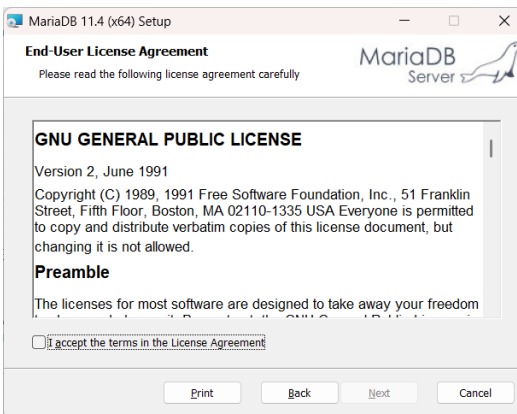 MariaDB 11.4 (x64) Setup
End-User License Agreement
Please read the following license agreement carefully
MariaDB
Server
GNU GENERAL PUBLIC LICENSE
Version 2, June 1991
Copyright (C) 1989, 1991 Free Software Foundation, Inc., 51 Franklin
Street, Fifth Floor, Boston, MA 02110-1335 USA Everyone is permitted
to copy and distribute verbatim copies of this license document, but
changing it is not allowed.
Preamble
The licenses for most software are designed to take away your freedom
I accept the terms in the License Agreement
Print
Back
Next
Cancel